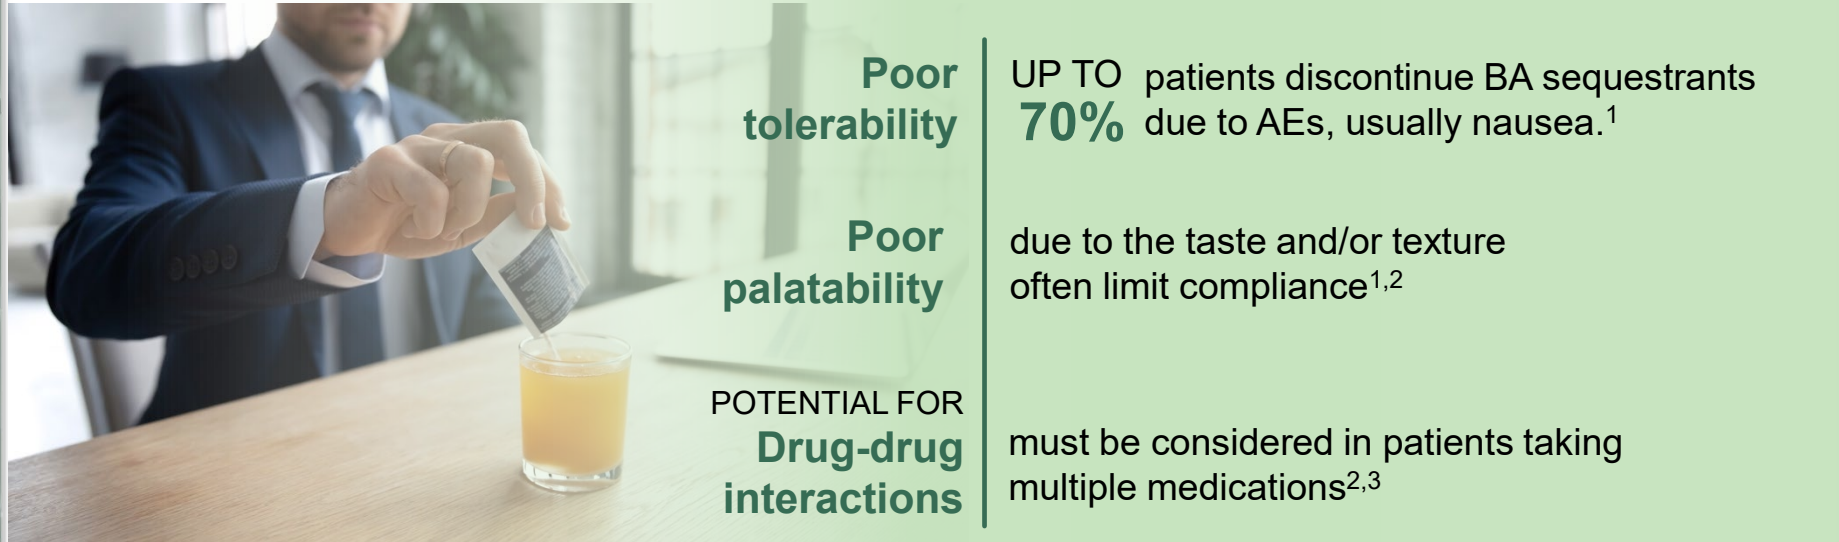 Poor
tolerability
UP TO
70%
patients discontinue BA sequestrants
due to AEs, usually nausea.1
Poor
palatability
due to the taste and/or texture
often limit compliance1,2
POTENTIAL FOR
Drug-drug
interactions
must be considered in patients taking
multiple medications2,3